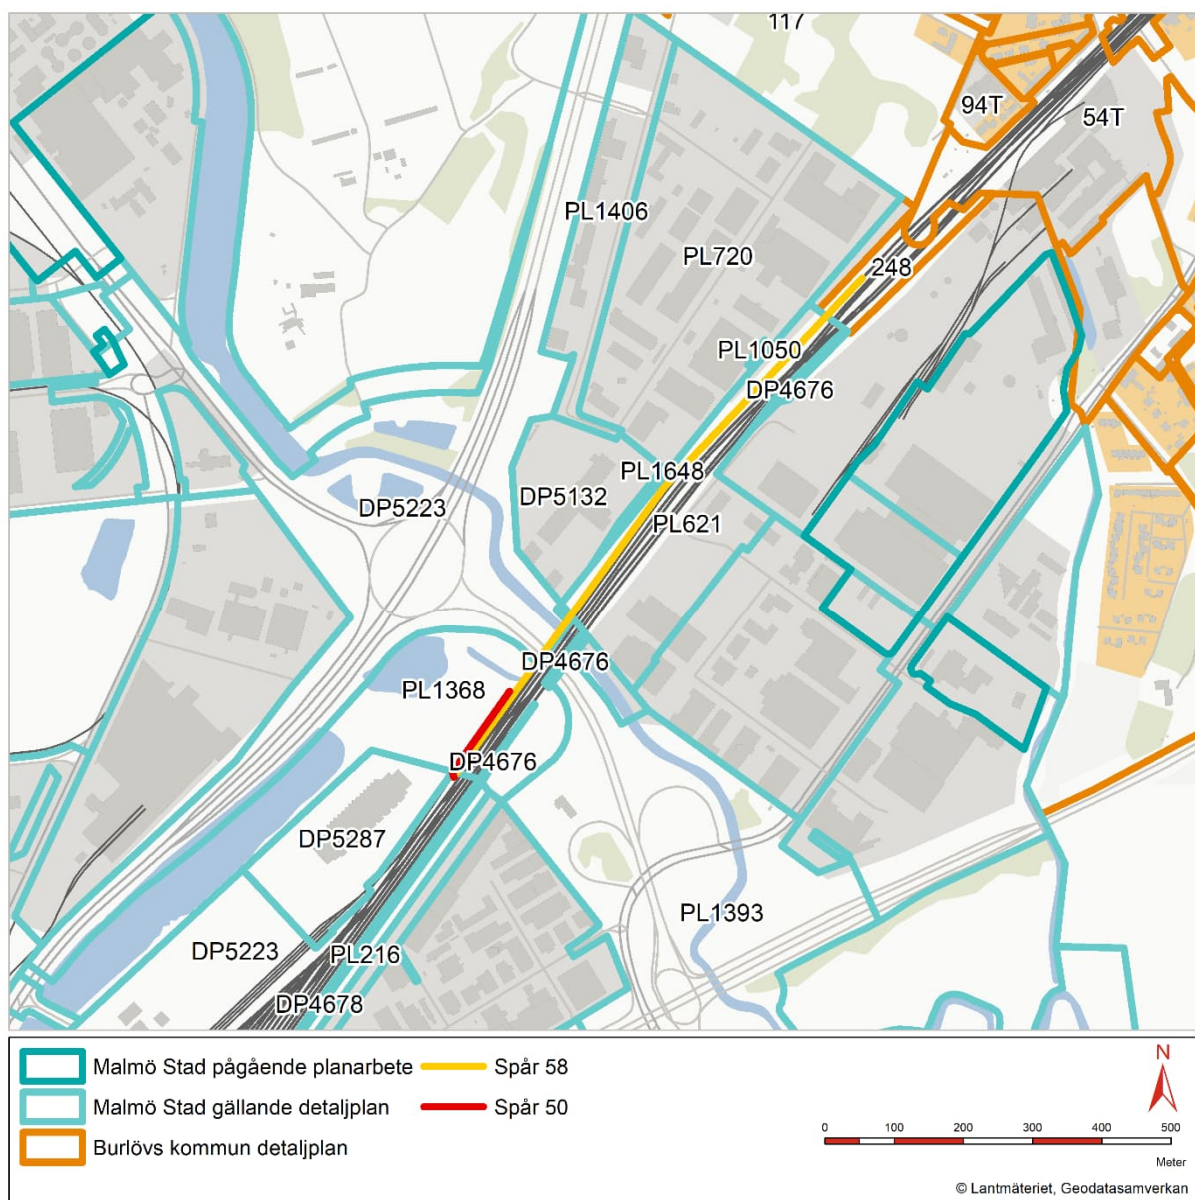 117
94T
54T
PL1406
PL720
248
PL1050
DP4676
PL1648
DP5132
DP5223
PL621
DP4676
PL1368
DP4676
DP5287
PL1393
DP5223
PL216
DP4678
Malmö Stad pågående planarbete
Malmö Stad gällande detaljplan
Burlövs kommun detaljplan
Spår 58
Spår 50
N
0 100 200 300 400 500
Meter
© Lantmäteriet, Geodatasamverkan